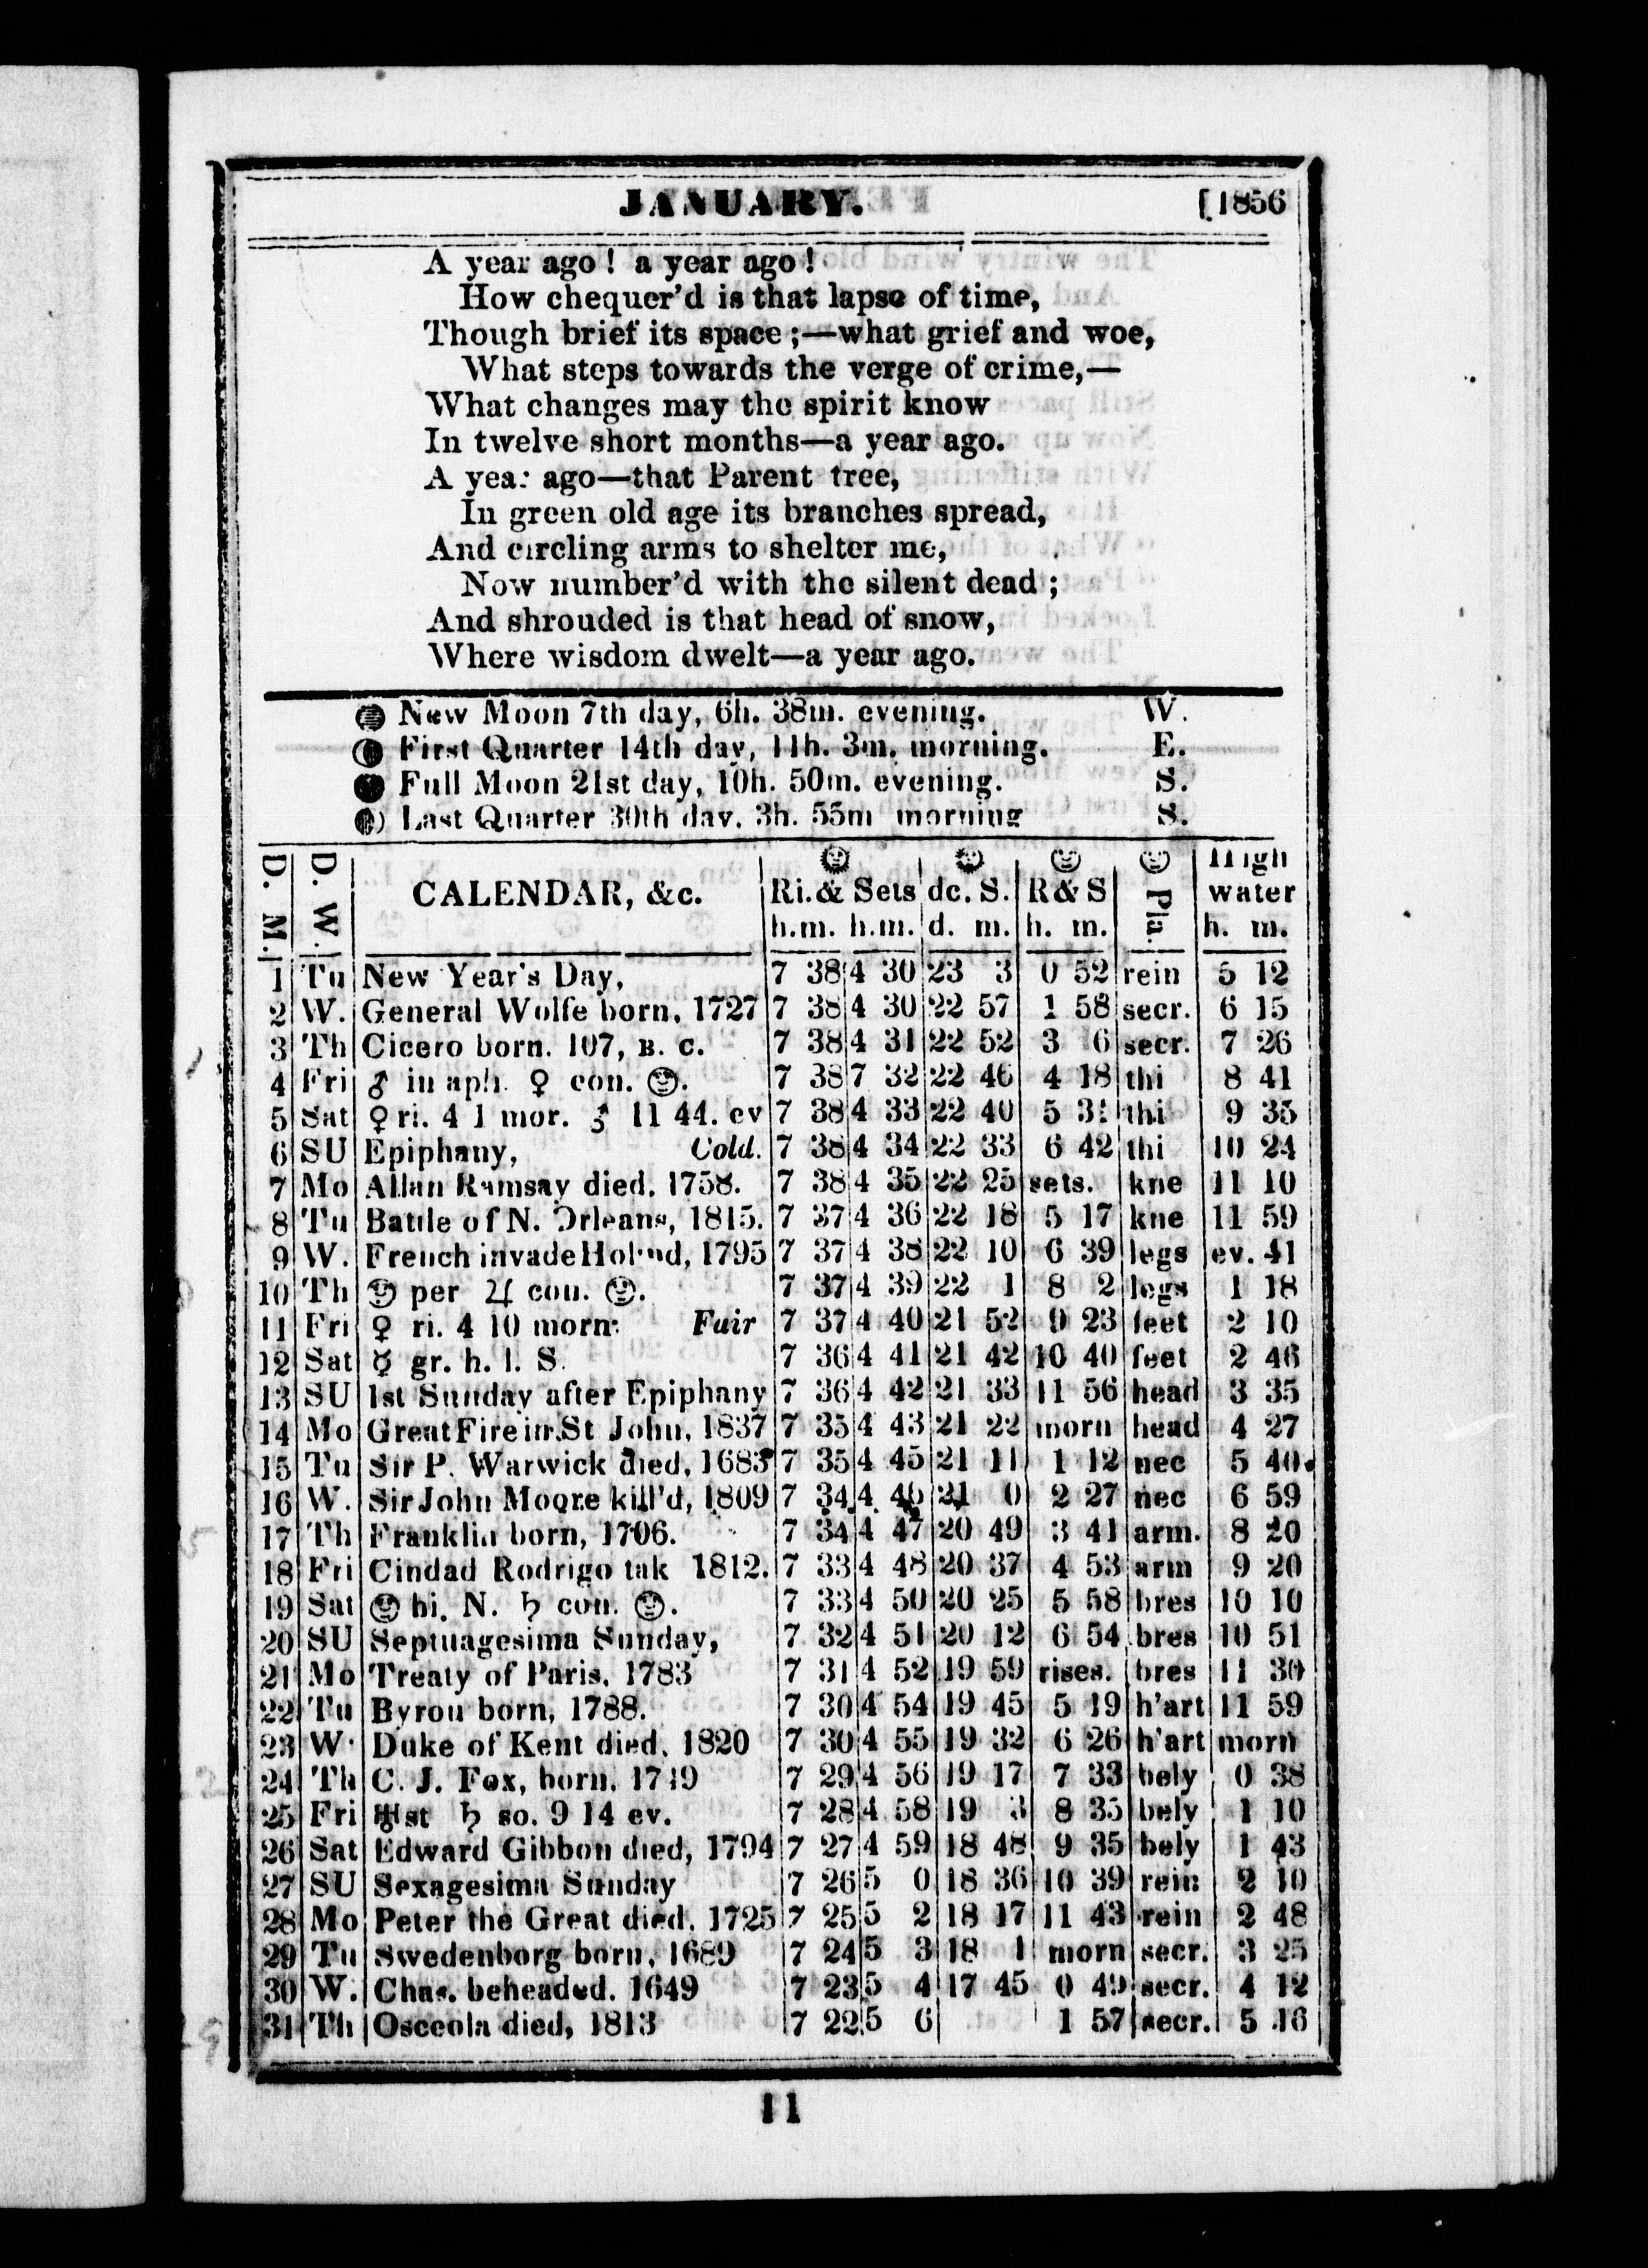 JANUARY. [1856
A year ago! a year ago!
How chequer'd is that lapse of time,
Though brief its space;—what grief and woe,
What steps towards the verge of crime,—
What changes may the spirit know
In twelve short months—a year ago.
A year ago—that Parent tree,
In green old age its branches spread,
And circling arms to shelter me,
Now number'd with the silent dead;
And shrouded is that head of snow,
Where wisdom dwelt—a year ago.
New Moon 7th day, 6h. 38m. evening. W.
First Quarter 14th day, 11h. 3m. morning. E.
Full Moon 21st day, 10h. 50m. evening. S.
Last Quarter 30th day. 3h. 55m morning S.
D. M. D. W. CALENDAR, &c. Ri. & Sets dc. S. R & S Pla. High water
h.m. h.m. d. m. h. m. h. m.
1 Tu New Year's Day, 7 38 4 30 23 3 0 52 rein 5 12
2 W. General Wolfe born, 1727 7 38 4 30 22 57 1 58 secr. 6 15
3 Th Cicero born. 107, B. C. 7 38 4 31 22 52 3 6 secr. 7 26
4 Fri ♂ in aph. ♀ con. ☺. 7 38 7 32 22 46 4 18 thi 8 41
5 Sat ♀ ri. 4 1 mor. ♂ 11 44. ev 7 38 4 33 22 40 5 31 thi 9 35
6 SU Epiphany, Cold. 7 38 4 34 22 33 6 42 thi 10 24
7 Mo Allan Ramsay died. 1758. 7 38 4 35 22 25 sets. kne 11 10
8 Tu Battle of N. Orleans, 1815. 7 37 4 36 22 18 5 17 kne 11 59
9 W. French invade Holand, 1795 7 37 4 38 22 10 6 39 legs ev. 41
10 Th ☺ per ♃ con. ☺. 7 37 4 39 22 1 8 2 legs 1 18
11 Fri ♀ ri. 4 10 morn. Fair 7 37 4 40 21 52 9 23 feet 2 10
12 Sat ☿ gr. h. l. S. 7 36 4 41 21 42 10 40 feet 2 46
13 SU 1st Sunday after Epiphany 7 36 4 42 21 33 11 56 head 3 35
14 Mo Great Fire in St John, 1837 7 35 4 43 21 22 morn head 4 27
15 Tu Sir P. Warwick died, 1683 7 35 4 45 21 11 1 12 nec 5 40
16 W. Sir John Moore kill'd, 1809 7 34 4 46 21 0 2 27 nec 6 59
17 Th Franklin born, 1706. 7 34 4 47 20 49 3 41 arm. 8 20
18 Fri Cindad Rodrigo tak 1812. 7 33 4 48 20 37 4 53 arm 9 20
19 Sat ☺ hi. N. ♄ con. ☺. 7 33 4 50 20 25 5 58 bres 10 10
20 SU Septuagesima Sunday, 7 32 4 51 20 12 6 54 bres 10 51
21 Mo Treaty of Paris, 1783 7 31 4 52 19 59 rises. bres 11 30
22 Tu Byron born, 1788. 7 30 4 54 19 45 5 19 h'art 11 59
23 W. Duke of Kent died. 1820 7 30 4 55 19 32 6 26 h'art morn
24 Th C. J. Fox, born, 1749 7 29 4 56 19 17 7 33 bely 0 38
25 Fri ♅ st ♄ so. 9 14 ev. 7 28 4 58 19 3 8 35 bely 1 10
26 Sat Edward Gibbon died, 1794 7 27 4 59 18 48 9 35 bely 1 43
27 SU Sexagesima Sunday 7 26 5 0 18 36 10 39 rein 2 10
28 Mo Peter the Great died, 1725 7 25 5 2 18 17 11 43 rein 2 48
29 Tu Swedenborg born, 1689 7 24 5 3 18 1 morn secr. 3 25
30 W. Chas. beheaded. 1649 7 23 5 4 17 45 0 49 secr. 4 12
31 Th Osceola died, 1813 7 22 5 6 1 57 secr. 5 16
11